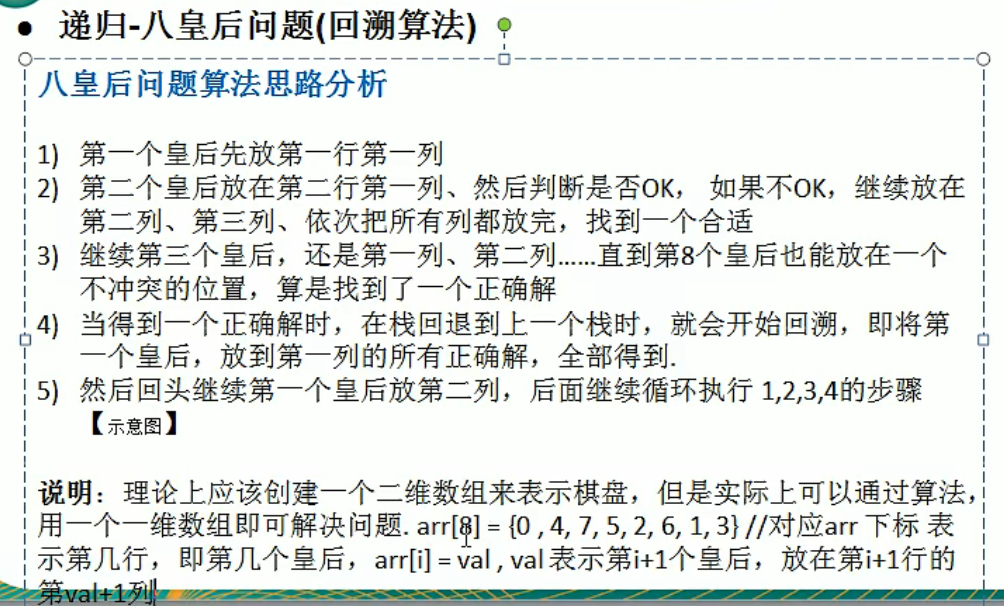 ● 递归-八皇后问题(回溯算法)
八皇后问题算法思路分析
1) 第一个皇后先放第一行第一列
2) 第二个皇后放在第二行第一列、然后判断是否OK， 如果不OK，继续放在
第二列、第三列、依次把所有列都放完，找到一个合适
3) 继续第三个皇后，还是第一列、第二列……直到第8个皇后也能放在一个
不冲突的位置，算是找到了一个正确解
4) 当得到一个正确解时，在栈回退到上一个栈时，就会开始回溯，即将第
一个皇后，放到第一列的所有正确解，全部得到.
5) 然后回头继续第一个皇后放第二列，后面继续循环执行 1,2,3,4的步骤
【示意图】
说明：理论上应该创建一个二维数组来表示棋盘，但是实际上可以通过算法，
用一个一维数组即可解决问题. arr[8] = {0 , 4, 7, 5, 2, 6, 1, 3} //对应arr 下标 表
示第几行，即第几个皇后，arr[i] = val , val 表示第i+1个皇后，放在第i+1行的
第val+1列